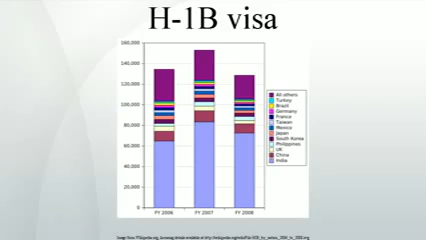 H-1B visa
160,000
140,000
120,000
100,000
80,000
60,000
40,000
20,000
0
FY 2006 FY 2007 FY 2008
All others
Turkey
Brazil
Germany
France
Taiwan
Mexico
Japan
South Korea
Philippines
UK
China
India